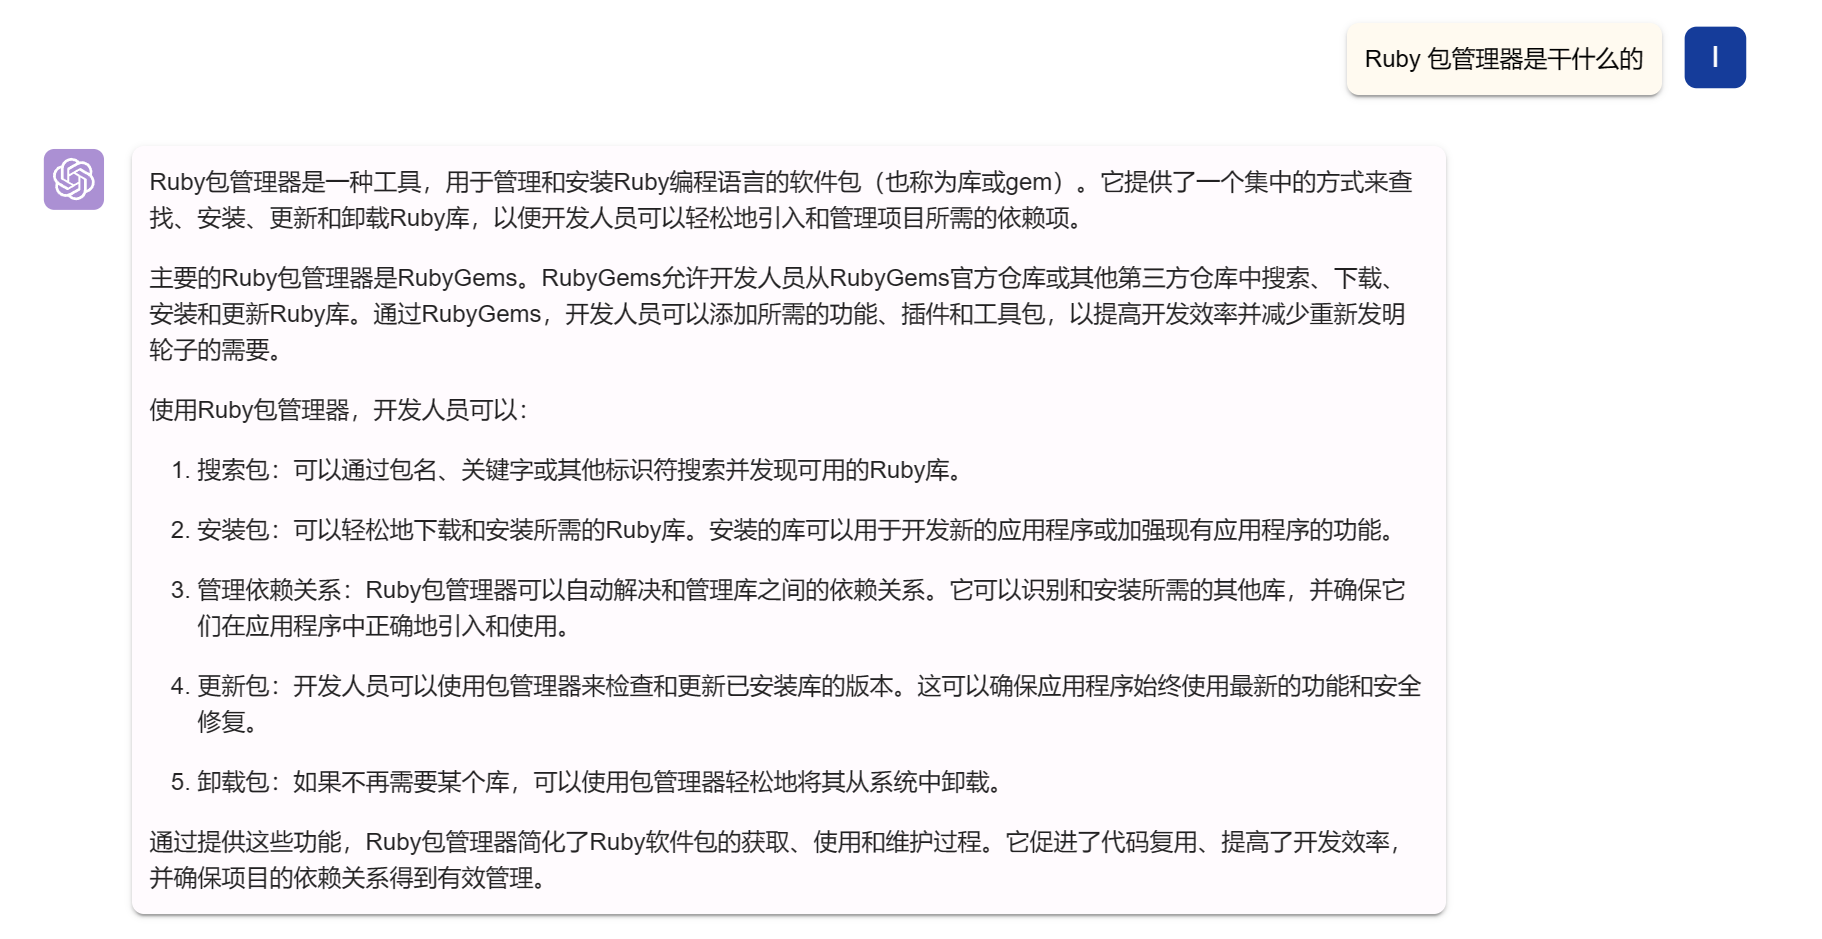 Ruby 包管理器是干什么的
I
Ruby包管理器是一种工具，用于管理和安装Ruby编程语言的软件包（也称为库或gem）。它提供了一个集中的方式来查
找、安装、更新和卸载Ruby库，以便开发人员可以轻松地引入和管理项目所需的依赖项。
主要的Ruby包管理器是RubyGems。RubyGems允许开发人员从RubyGems官方仓库或其他第三方仓库中搜索、下载、
安装和更新Ruby库。通过RubyGems，开发人员可以添加所需的功能、插件和工具包，以提高开发效率并减少重新发明
轮子的需要。
使用Ruby包管理器，开发人员可以：
1. 搜索包：可以通过包名、关键字或其他标识符搜索并发现可用的Ruby库。
2. 安装包：可以轻松地下载和安装所需的Ruby库。安装的库可以用于开发新的应用程序或加强现有应用程序的功能。
3. 管理依赖关系：Ruby包管理器可以自动解决和管理库之间的依赖关系。它可以识别和安装所需的其他库，并确保它
们在应用程序中正确地引入和使用。
4. 更新包：开发人员可以使用包管理器来检查和更新已安装库的版本。这可以确保应用程序始终使用最新的功能和安全
修复。
5. 卸载包：如果不再需要某个库，可以使用包管理器轻松地将其从系统中卸载。
通过提供这些功能，Ruby包管理器简化了Ruby软件包的获取、使用和维护过程。它促进了代码复用、提高了开发效率，
并确保项目的依赖关系得到有效管理。